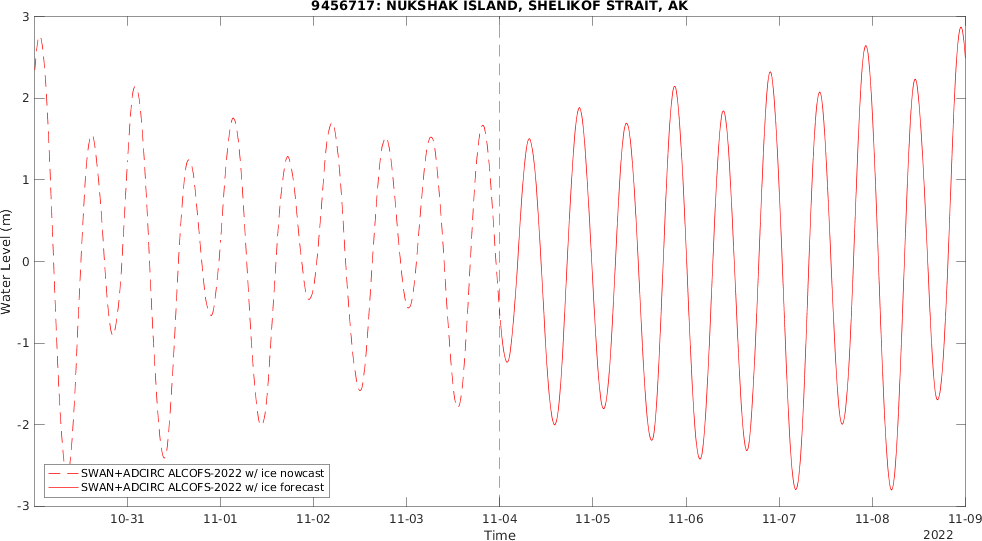 9456717: NUKSHAK ISLAND, SHELIKOF STRAIT, AK
3
2
1
0
-1
-2
-3
Water Level (m)
SWAN+ADCIRC ALCOFS-2022 w/ ice nowcast
SWAN+ADCIRC ALCOFS-2022 w/ ice forecast
10-31 11-01 11-02 11-03 11-04 11-05 11-06 11-07 11-08 11-09
Time
2022